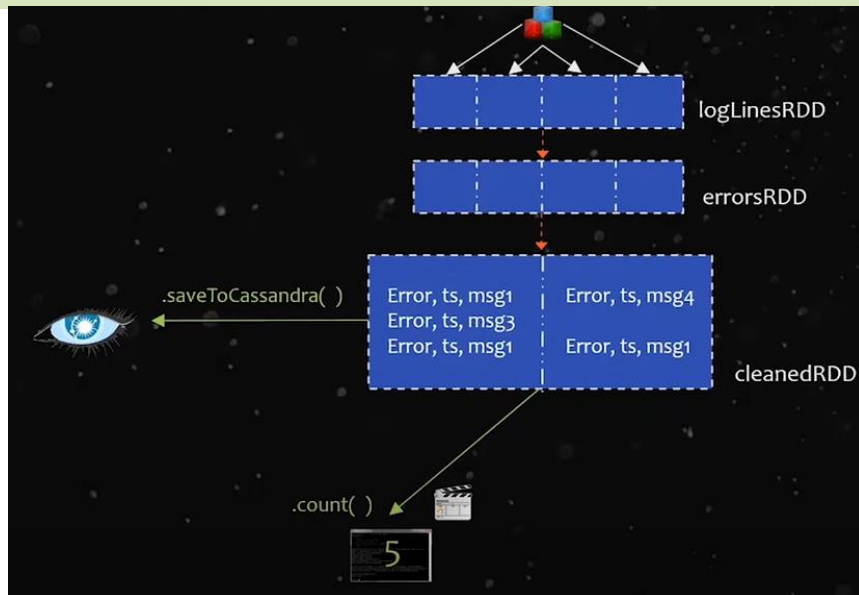 logLinesRDD
errorsRDD
.saveToCassandra( )
Error, ts, msg1
Error, ts, msg3
Error, ts, msg1
Error, ts, msg4
Error, ts, msg1
cleanedRDD
.count( )
5